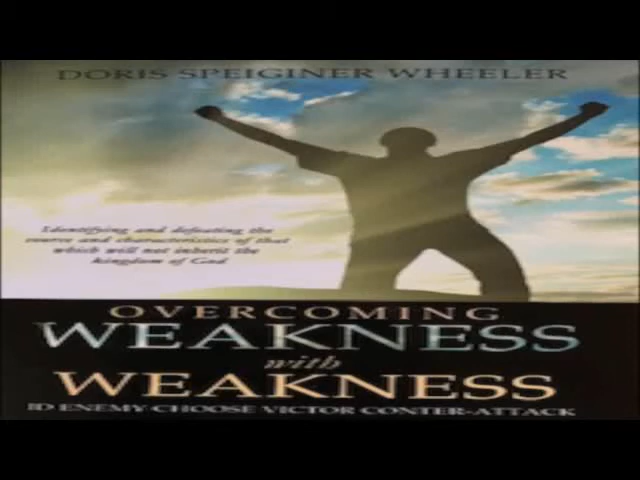 DORIS SPEIGINER WHEELER
Identifying and defeating the
source and characteristics of that
which will not inherit the
kingdom of God
OVERCOMING
WEAKNESS
with
WEAKNESS
ID ENEMY CHOOSE VICTOR CONTER-ATTACK